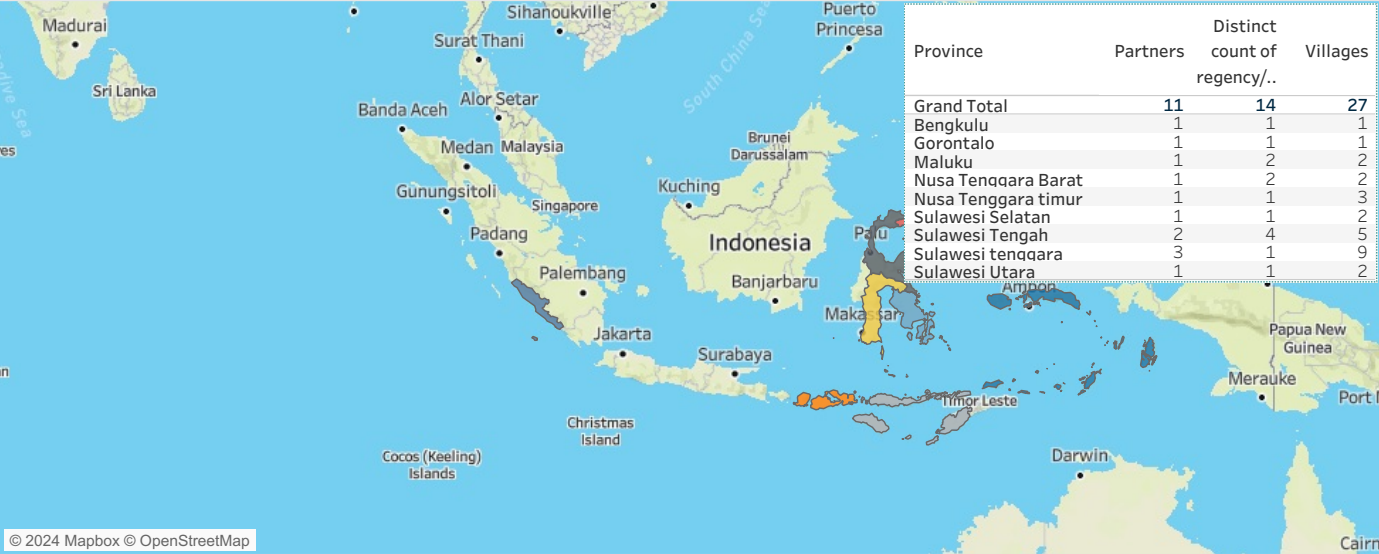 Madurai
Sri Lanka
Sihanoukville
Surat Thani
Puerto
Princesa
South China Sea
Banda Aceh
Alor Setar
Medan
Malaysia
Brunei
Darussalam
Gunungsitoli
Kuching
Singapore
Padang
Indonesia
Palu
Palembang
Banjarbaru
Makassar
Ambon
Jakarta
Surabaya
Papua New
Guinea
Merauke
Timor Leste
Port
Christmas
Island
Cocos (Keeling)
Islands
Darwin
Cairn
© 2024 Mapbox © OpenStreetMap
Distinct
Province Partners count of Villages
regency/..
Grand Total 11 14 27
Bengkulu 1 1 1
Gorontalo 1 1 1
Maluku 1 2 2
Nusa Tenggara Barat 1 2 2
Nusa Tenggara timur 1 1 3
Sulawesi Selatan 1 1 2
Sulawesi Tengah 2 4 5
Sulawesi tenggara 3 1 9
Sulawesi Utara 1 1 2